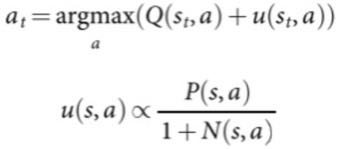 a_t = argmax(Q(s_t, a) + u(s_t, a))
a
u(s, a) ∝ P(s, a) / 1 + N(s, a)